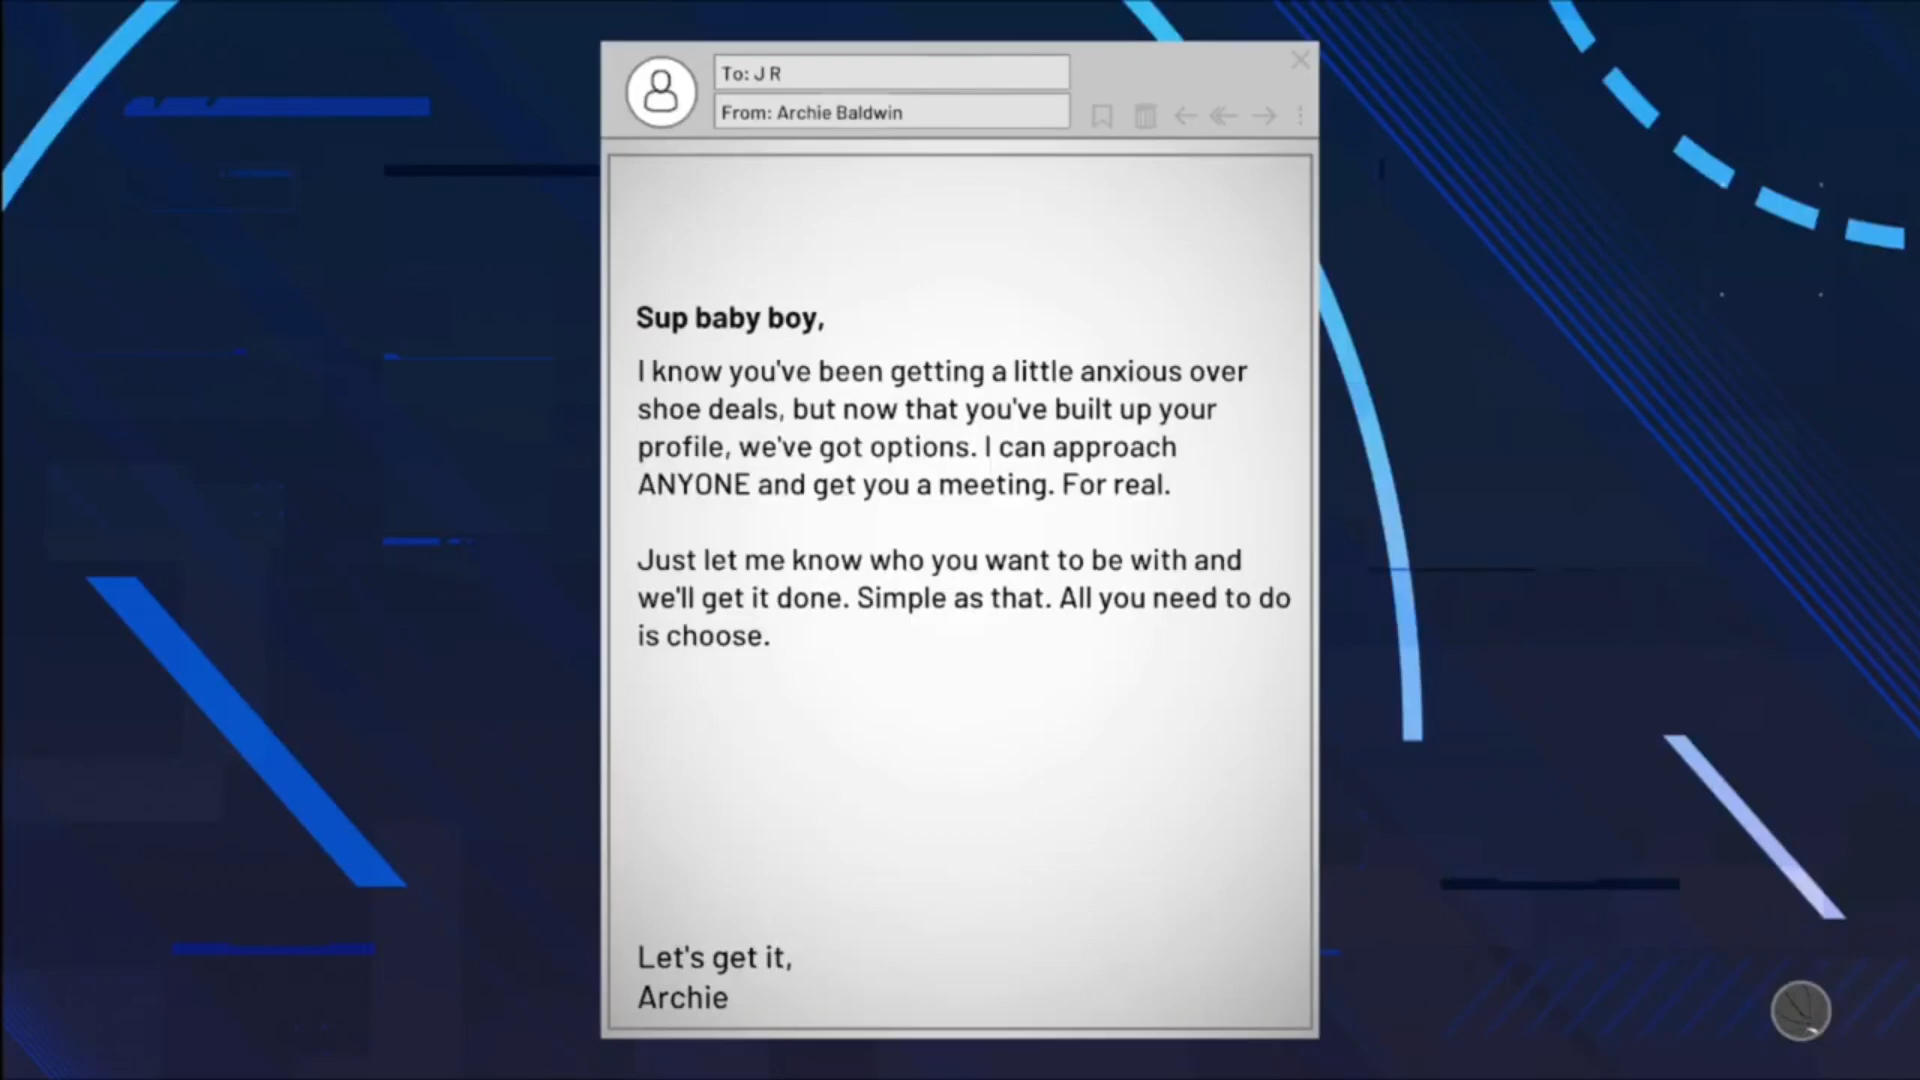 To: J R
From: Archie Baldwin
Sup baby boy,
I know you've been getting a little anxious over
shoe deals, but now that you've built up your
profile, we've got options. I can approach
ANYONE and get you a meeting. For real.
Just let me know who you want to be with and
we'll get it done. Simple as that. All you need to do
is choose.
Let's get it,
Archie